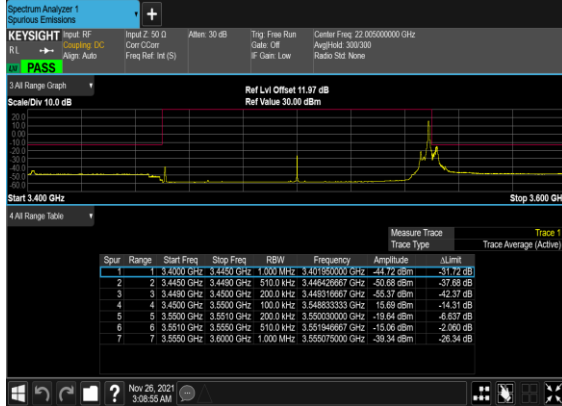 Spectrum Analyzer 1
Spurious Emissions
KEYSIGHT Input: RF Input Z: 50 Ω Atten: 30 dB Trig: Free Run Center Freq: 22.005000000 GHz
RL Coupling: DC Corr CCorr Gate: Off Avg|Hold: 300/300
Align: Auto Freq Ref: Int (S) IF Gain: Low Radio Std: None
PASS
3 All Range Graph
Ref Lvl Offset 11.97 dB
Scale/Div 10.0 dB Ref Value 30.00 dBm
20.0
10.0
0.00
-10.0
-20.0
-30.0
-40.0
-50.0
-60.0
Start 3.400 GHz Stop 3.600 GH
4 All Range Table
Measure Trace Trace 1
Trace Type Trace Average (Active)
Spur Range Start Freq Stop Freq RBW Frequency Amplitude ΔLimit
1 1 3.4000 GHz 3.4450 GHz 1.000 MHz 3.401950000 GHz -44.72 dBm -31.72 dB
2 2 3.4450 GHz 3.4490 GHz 510.0 kHz 3.446426667 GHz -50.68 dBm -37.68 dB
3 3 3.4490 GHz 3.4500 GHz 200.0 kHz 3.449316667 GHz -55.37 dBm -42.37 dB
4 4 3.4500 GHz 3.5500 GHz 100.0 kHz 3.548833333 GHz 15.69 dBm -14.31 dB
5 5 3.5500 GHz 3.5510 GHz 200.0 kHz 3.550030000 GHz -19.64 dBm -6.637 dB
6 6 3.5510 GHz 3.5550 GHz 510.0 kHz 3.551946667 GHz -15.06 dBm -2.060 dB
7 7 3.5550 GHz 3.6000 GHz 1.000 MHz 3.555075000 GHz -39.34 dBm -26.34 dB
Nov 26, 2021
3:08:55 AM